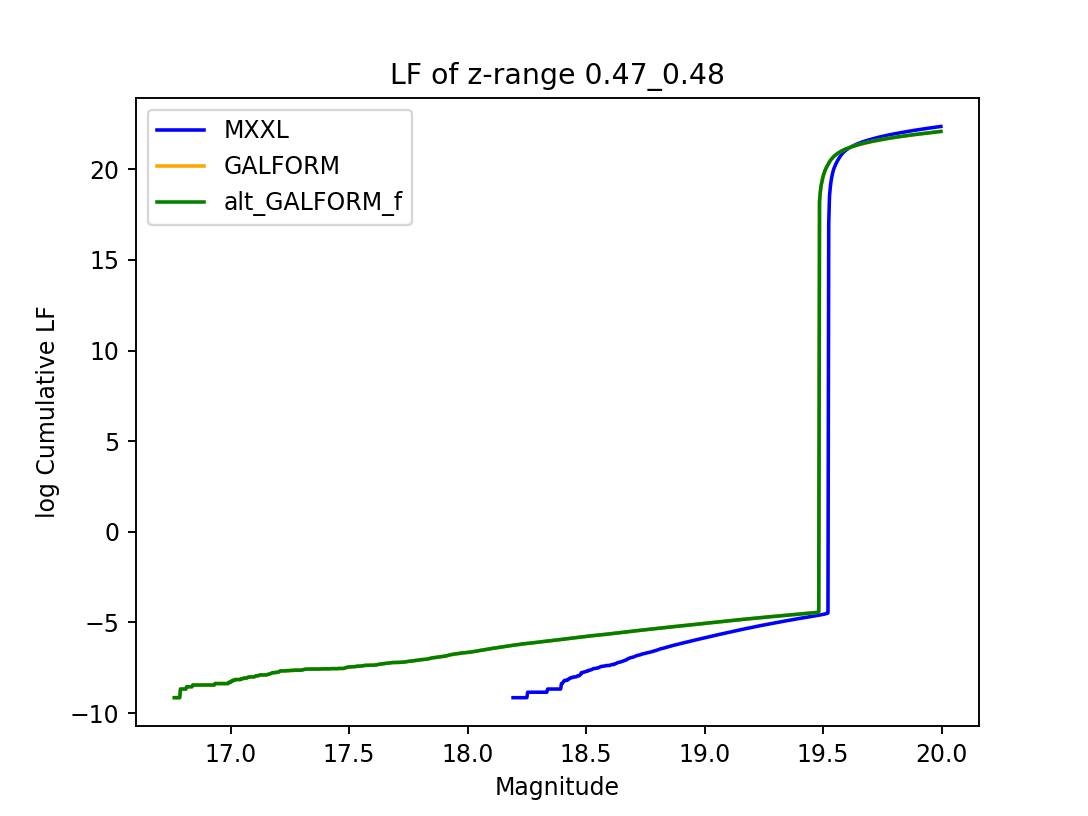 LF of z-range 0.47_0.48
MXXL
GALFORM
alt_GALFORM_f
log Cumulative LF
20
15
10
5
0
−5
−10
17.0 17.5 18.0 18.5 19.0 19.5 20.0
Magnitude